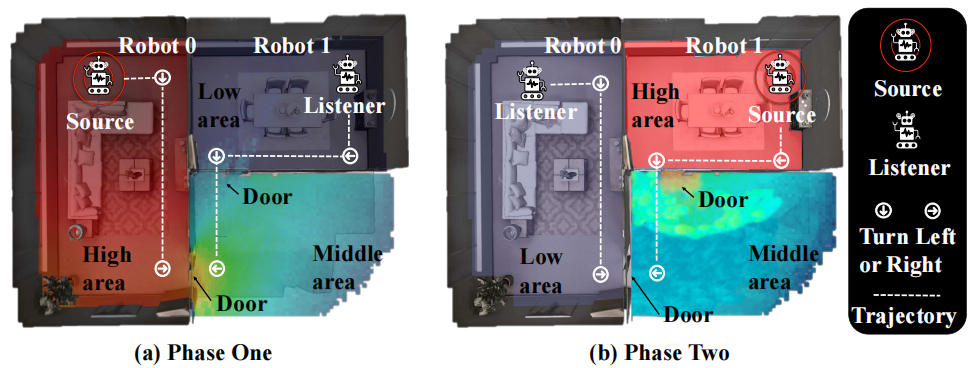 Robot 0
Robot 1
Source
Low
area
Listener
Door
High
area
Middle
area
Door
(a) Phase One
Robot 0
Robot 1
Listener
High
area
Source
Door
Low
area
Middle
area
Door
(b) Phase Two
Source
Listener
Turn Left
or Right
Trajectory